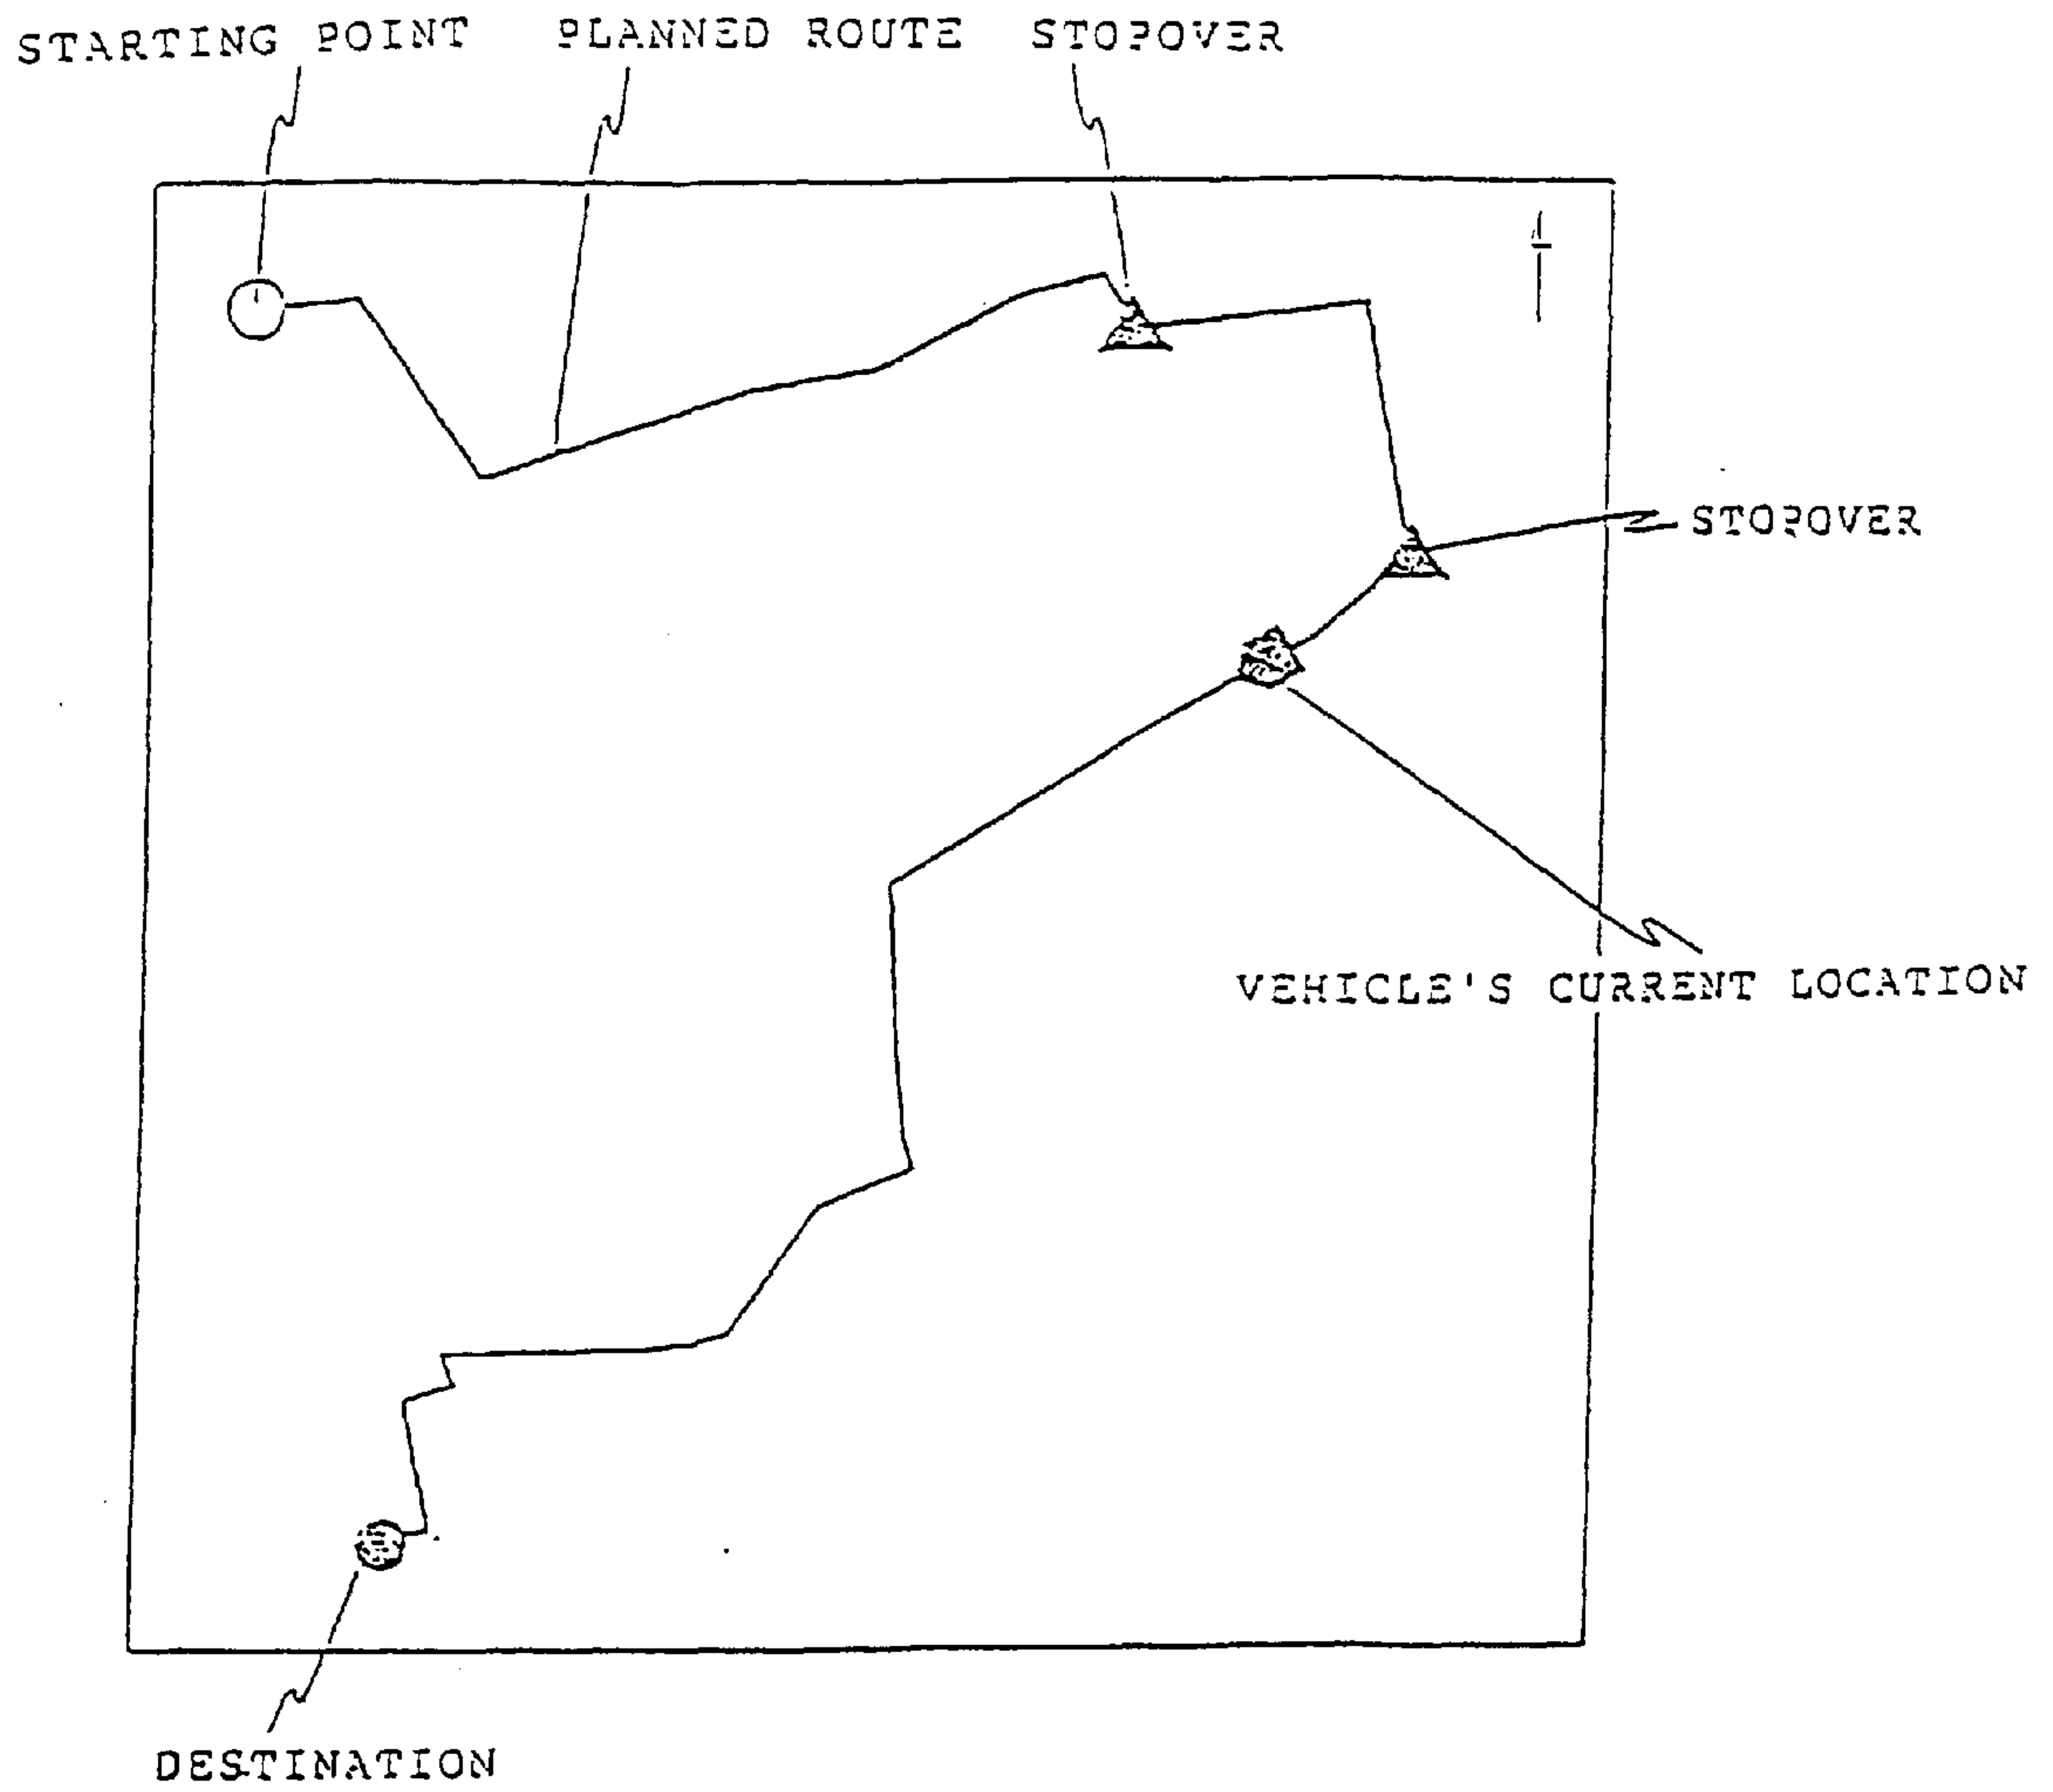 STARTING POINT PLANNED ROUTE STOPOVER
STOPOVER
VEHICLE'S CURRENT LOCATION
DESTINATION